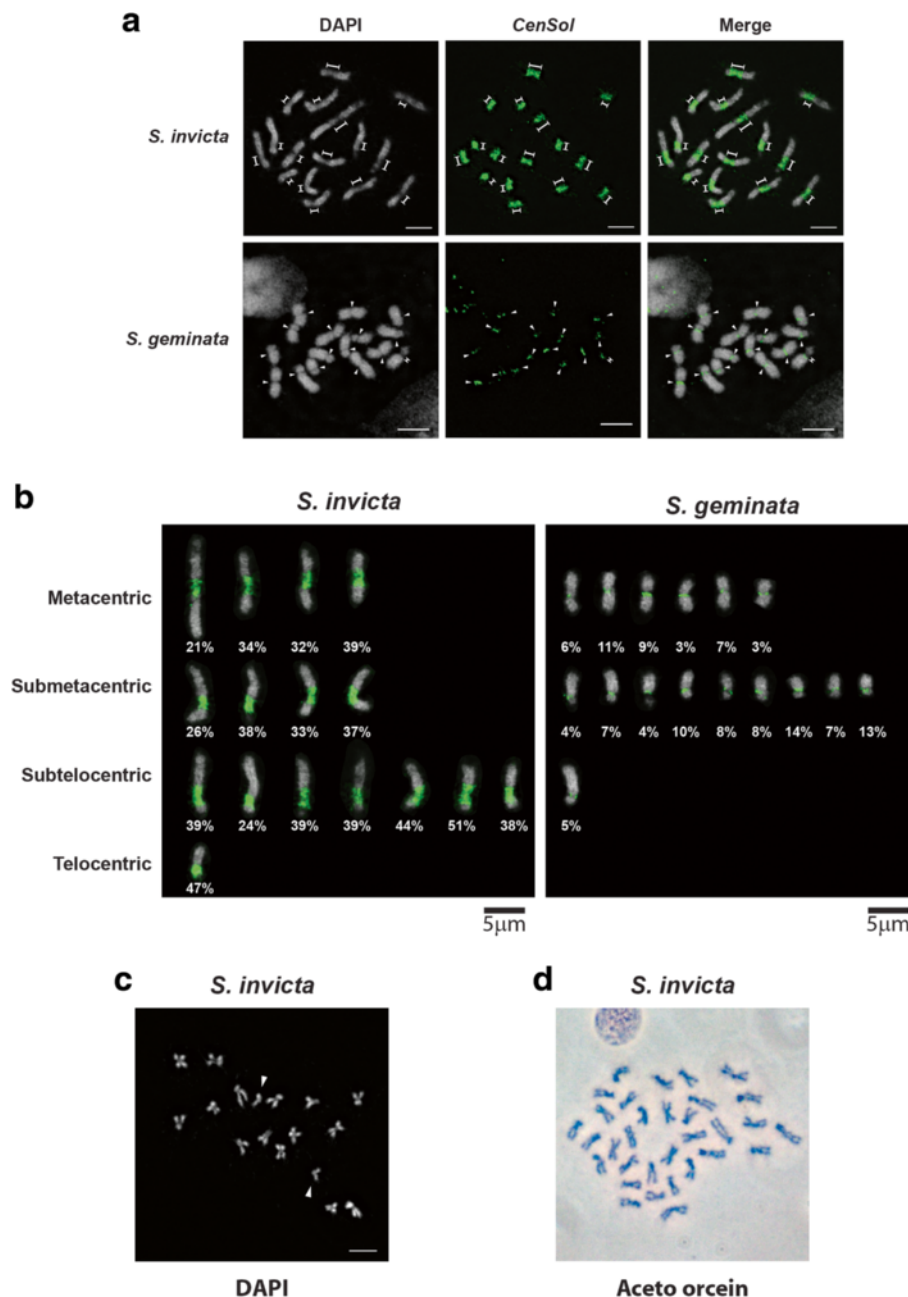 a
DAPI CenSol Merge
S. invicta
S. geminata
b
S. invicta S. geminata
Metacentric
21% 34% 32% 39% 6% 11% 9% 3% 7% 3%
Submetacentric
26% 38% 33% 37% 4% 7% 4% 10% 8% 8% 14% 7% 13%
Subtelocentric
39% 24% 39% 39% 44% 51% 38% 5%
Telocentric
47%
5μm 5μm
c S. invicta d S. invicta
DAPI Aceto orcein